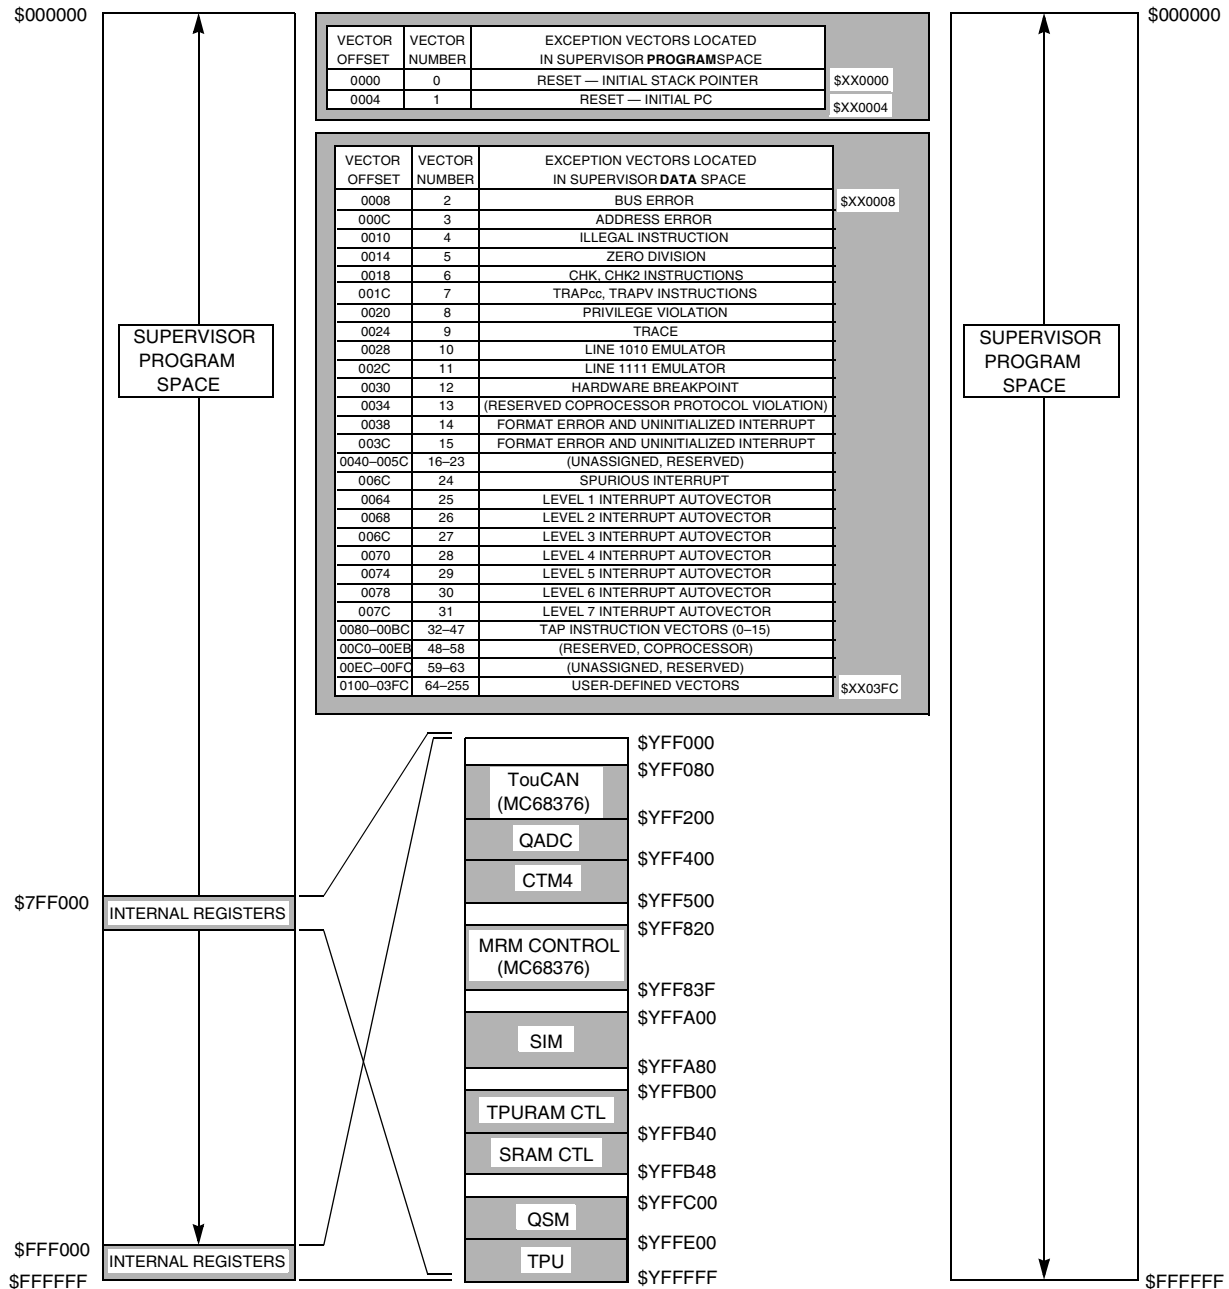 $000000
$000000
VECTOR OFFSET VECTOR NUMBER EXCEPTION VECTORS LOCATED IN SUPERVISOR PROGRAMSPACE
0000 0 RESET — INITIAL STACK POINTER $XX0000
0004 1 RESET — INITIAL PC $XX0004
VECTOR OFFSET VECTOR NUMBER EXCEPTION VECTORS LOCATED IN SUPERVISOR DATA SPACE
0008 2 BUS ERROR $XX0008
000C 3 ADDRESS ERROR
0010 4 ILLEGAL INSTRUCTION
0014 5 ZERO DIVISION
0018 6 CHK, CHK2 INSTRUCTIONS
001C 7 TRAPcc, TRAPV INSTRUCTIONS
0020 8 PRIVILEGE VIOLATION
0024 9 TRACE
0028 10 LINE 1010 EMULATOR
002C 11 LINE 1111 EMULATOR
0030 12 HARDWARE BREAKPOINT
0034 13 (RESERVED COPROCESSOR PROTOCOL VIOLATION)
0038 14 FORMAT ERROR AND UNINITIALIZED INTERRUPT
003C 15 FORMAT ERROR AND UNINITIALIZED INTERRUPT
0040–005C 16–23 (UNASSIGNED, RESERVED)
006C 24 SPURIOUS INTERRUPT
0064 25 LEVEL 1 INTERRUPT AUTOVECTOR
0068 26 LEVEL 2 INTERRUPT AUTOVECTOR
006C 27 LEVEL 3 INTERRUPT AUTOVECTOR
0070 28 LEVEL 4 INTERRUPT AUTOVECTOR
0074 29 LEVEL 5 INTERRUPT AUTOVECTOR
0078 30 LEVEL 6 INTERRUPT AUTOVECTOR
007C 31 LEVEL 7 INTERRUPT AUTOVECTOR
0080–00BC 32–47 TAP INSTRUCTION VECTORS (0–15)
00C0–00EB 48–58 (RESERVED, COPROCESSOR)
00EC–00FC 59–63 (UNASSIGNED, RESERVED)
0100–03FC 64–255 USER-DEFINED VECTORS $XX03FC
SUPERVISOR
PROGRAM
SPACE
SUPERVISOR
PROGRAM
SPACE
$7FF000
INTERNAL REGISTERS
$FFF000
INTERNAL REGISTERS
$FFFFFF
$YFF000
$YFF080
TouCAN
(MC68376)
$YFF200
QADC
$YFF400
CTM4
$YFF500
$YFF820
MRM CONTROL
(MC68376)
$YFF83F
$YFFA00
SIM
$YFFA80
$YFFB00
TPURAM CTL
$YFFB40
SRAM CTL
$YFFB48
$YFFC00
QSM
$YFFE00
TPU
$YFFFFF
$FFFFFF